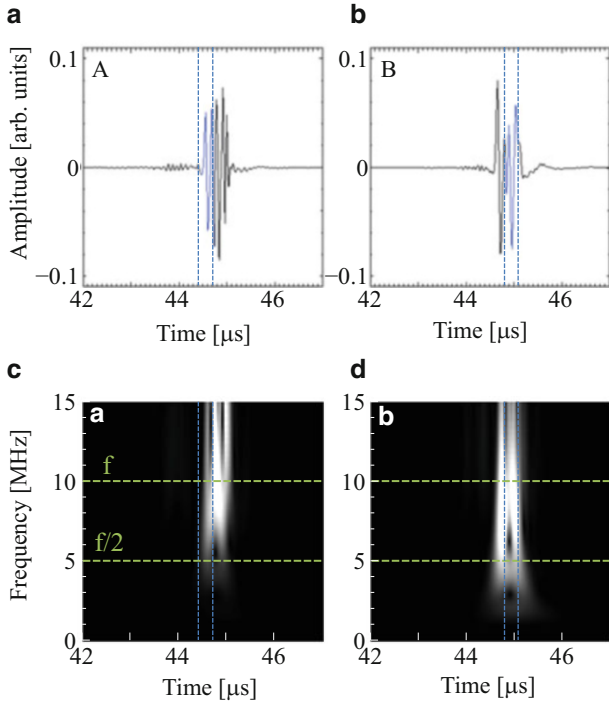 a
b
0.1
A
0
−0.1
Amplitude [arb. units]
42
44
46
Time [μs]
0.1
B
0
−0.1
42
44
46
Time [μs]
c
d
15
a
f
10
f/2
5
0
Frequency [MHz]
42
44
46
Time [μs]
15
b
10
5
0
42
44
46
Time [μs]